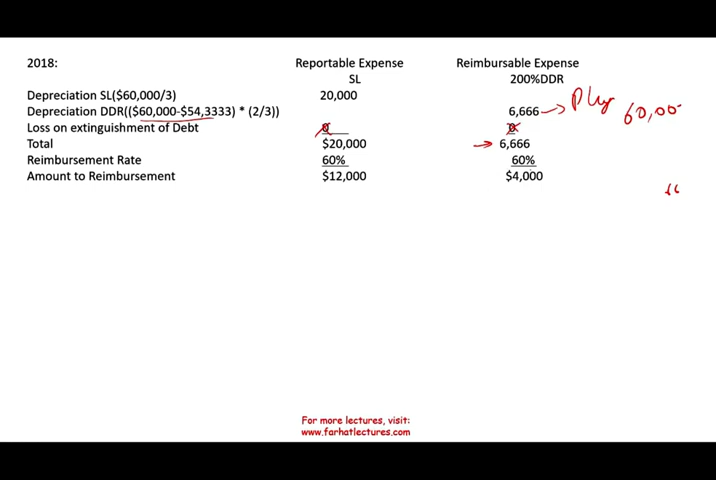 2018: Reportable Expense Reimbursable Expense
SL 200%DDR
Depreciation SL($60,000/3) 20,000
Depreciation DDR(($60,000-$54,3333) * (2/3)) 6,666
Plug 60,00
Loss on extinguishment of Debt 0 0
Total $20,000 6,666
Reimbursement Rate 60% 60%
Amount to Reimbursement $12,000 $4,000
For more lectures, visit:
www.farhatlectures.com